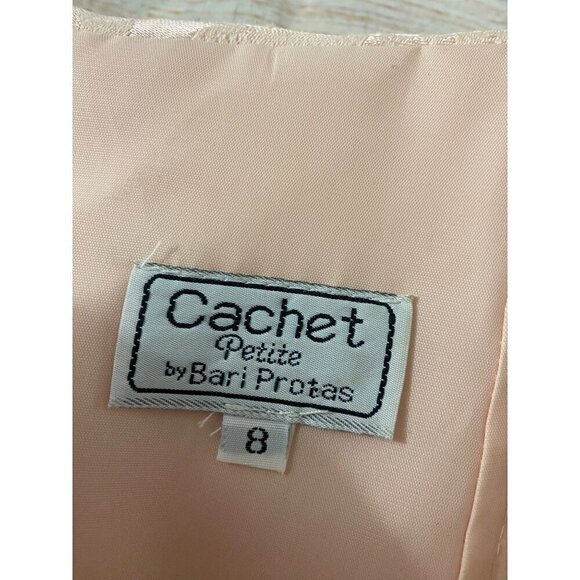 Cachet
Petite
by Bari Protas
8